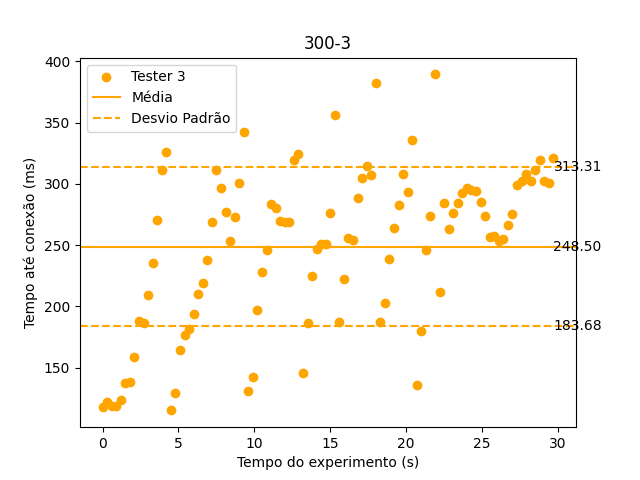 300-3
400
350
300
250
200
150
Tempo até conexão (ms)
Tester 3
Média
Desvio Padrão
313.31
248.50
183.68
0 5 10 15 20 25 30
Tempo do experimento (s)